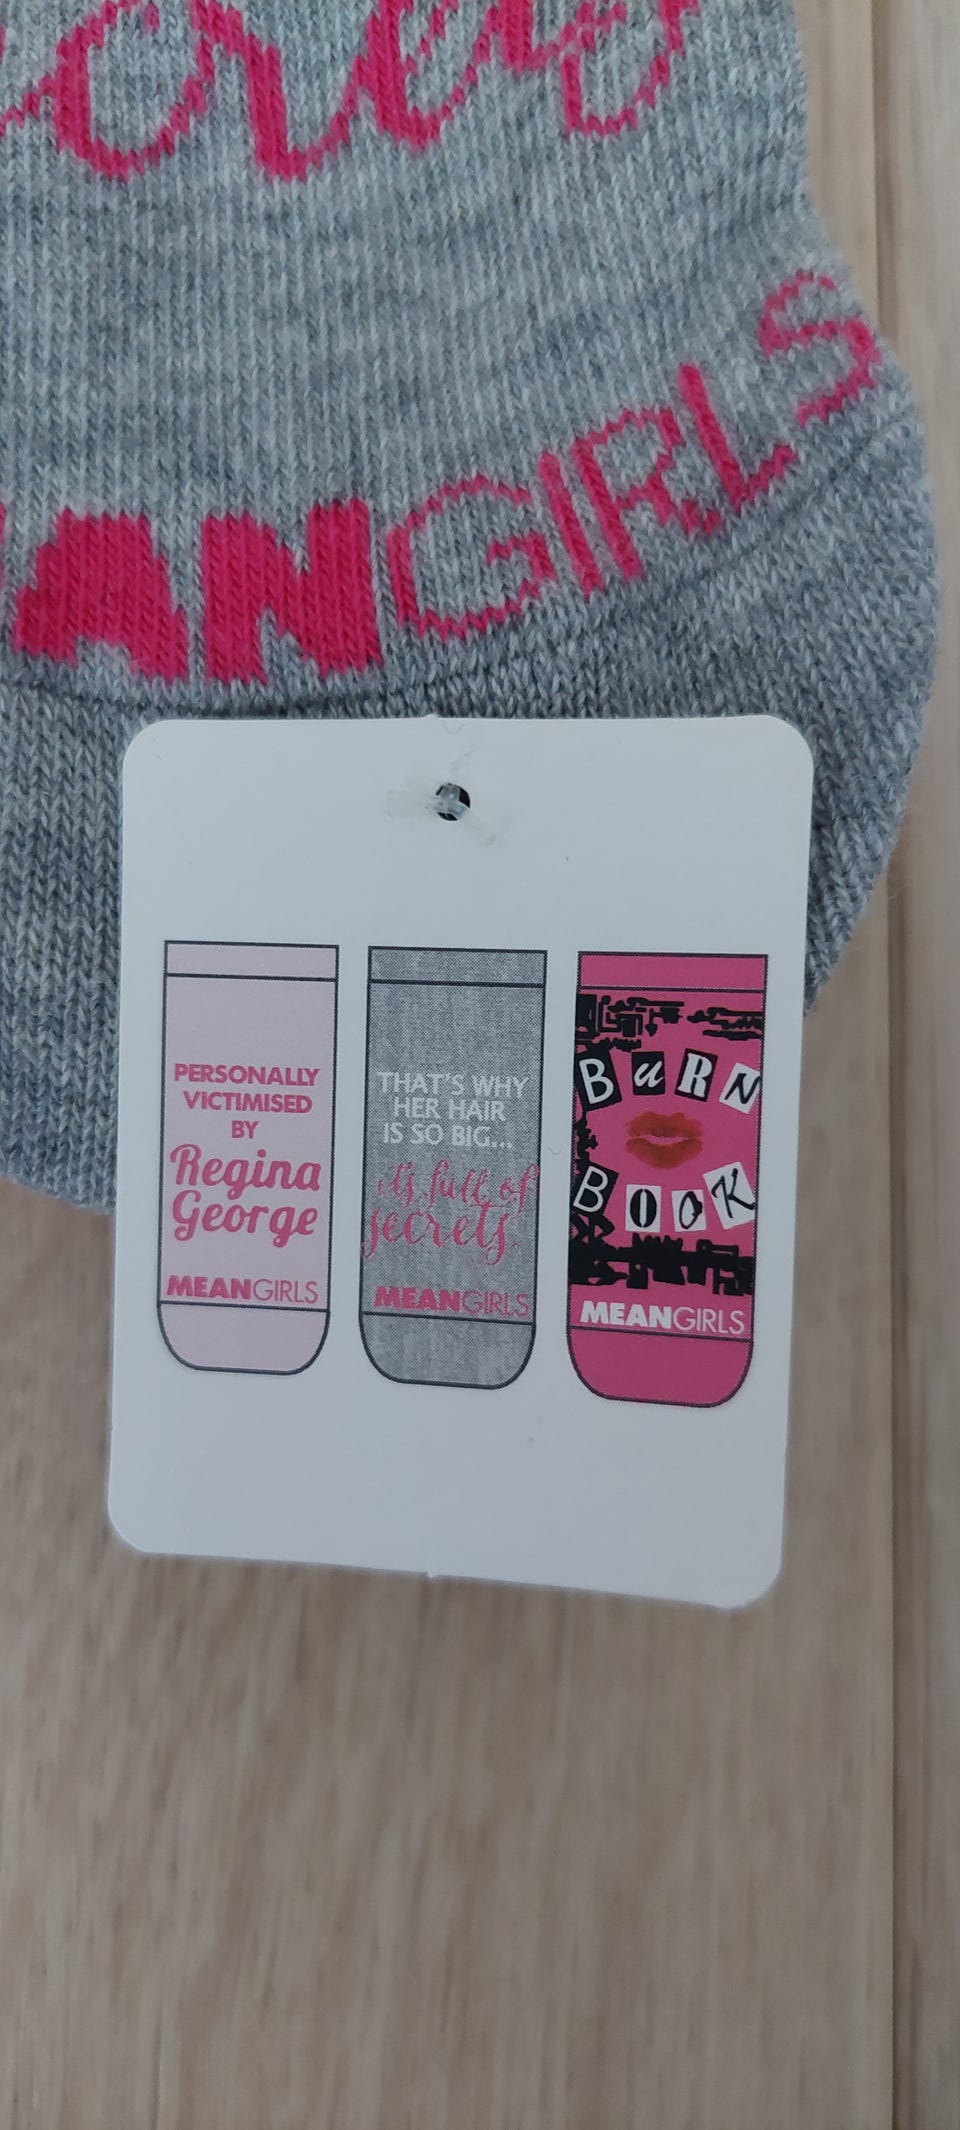 ANGIRLS
PERSONALLY
VICTIMISED
BY
Regina
George
MEANGIRLS
THAT'S WHY
HER HAIR
IS SO BIG...
it's full of
secrets.
MEANGIRLS
BURN
BOOK
MEANGIRLS